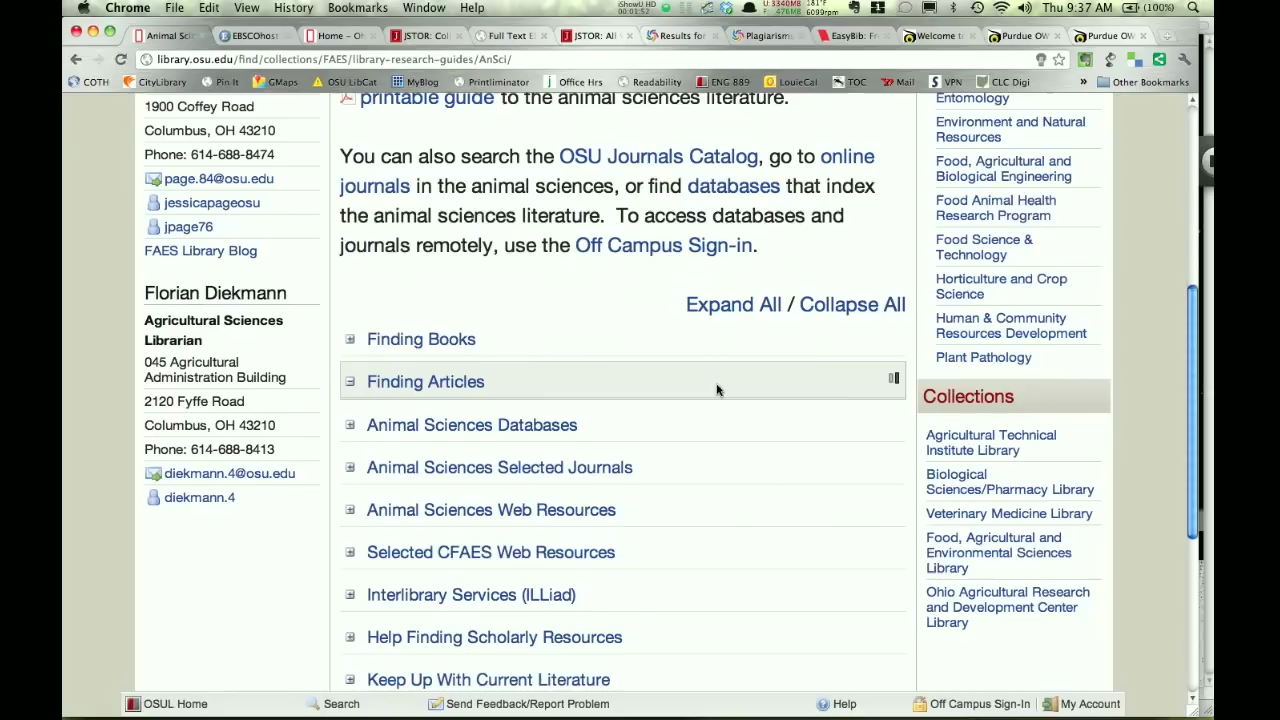 Chrome File Edit View History Bookmarks Window Help
iShowU HD
00:01:52
U: 3340MB
F: 478MB
181°F
6099rpm
1
Thu 9:37 AM
(100%)
Animal Sci
EBSCOhost
Home – Oh
JSTOR: Col
Full Text E
JSTOR: All
Results for
Plagiarism
EasyBib: Fr
Welcome t
Purdue OW
Purdue OW
library.osu.edu/find/collections/FAES/library-research-guides/AnSci/
COTH CityLibrary Pin It GMaps OSU LibCat MyBlog Printliminator Office Hrs Readability ENG 889 LouieCal TOC Mail VPN CLC Digi » Other Bookmarks
1900 Coffey Road
Columbus, OH 43210
Phone: 614-688-8474
page.84@osu.edu
jessicapageosu
jpage76
FAES Library Blog
Florian Diekmann
Agricultural Sciences
Librarian
045 Agricultural
Administration Building
2120 Fyffe Road
Columbus, OH 43210
Phone: 614-688-8413
diekmann.4@osu.edu
diekmann.4
printable guide to the animal sciences literature.
You can also search the OSU Journals Catalog, go to online
journals in the animal sciences, or find databases that index
the animal sciences literature. To access databases and
journals remotely, use the Off Campus Sign-in.
Expand All / Collapse All
Finding Books
Finding Articles
Animal Sciences Databases
Animal Sciences Selected Journals
Animal Sciences Web Resources
Selected CFAES Web Resources
Interlibrary Services (ILLiad)
Help Finding Scholarly Resources
Keep Up With Current Literature
Entomology
Environment and Natural
Resources
Food, Agricultural and
Biological Engineering
Food Animal Health
Research Program
Food Science &
Technology
Horticulture and Crop
Science
Human & Community
Resources Development
Plant Pathology
Collections
Agricultural Technical
Institute Library
Biological
Sciences/Pharmacy Library
Veterinary Medicine Library
Food, Agricultural and
Environmental Sciences
Library
Ohio Agricultural Research
and Development Center
Library
OSUL Home Search Send Feedback/Report Problem Help Off Campus Sign-In My Account